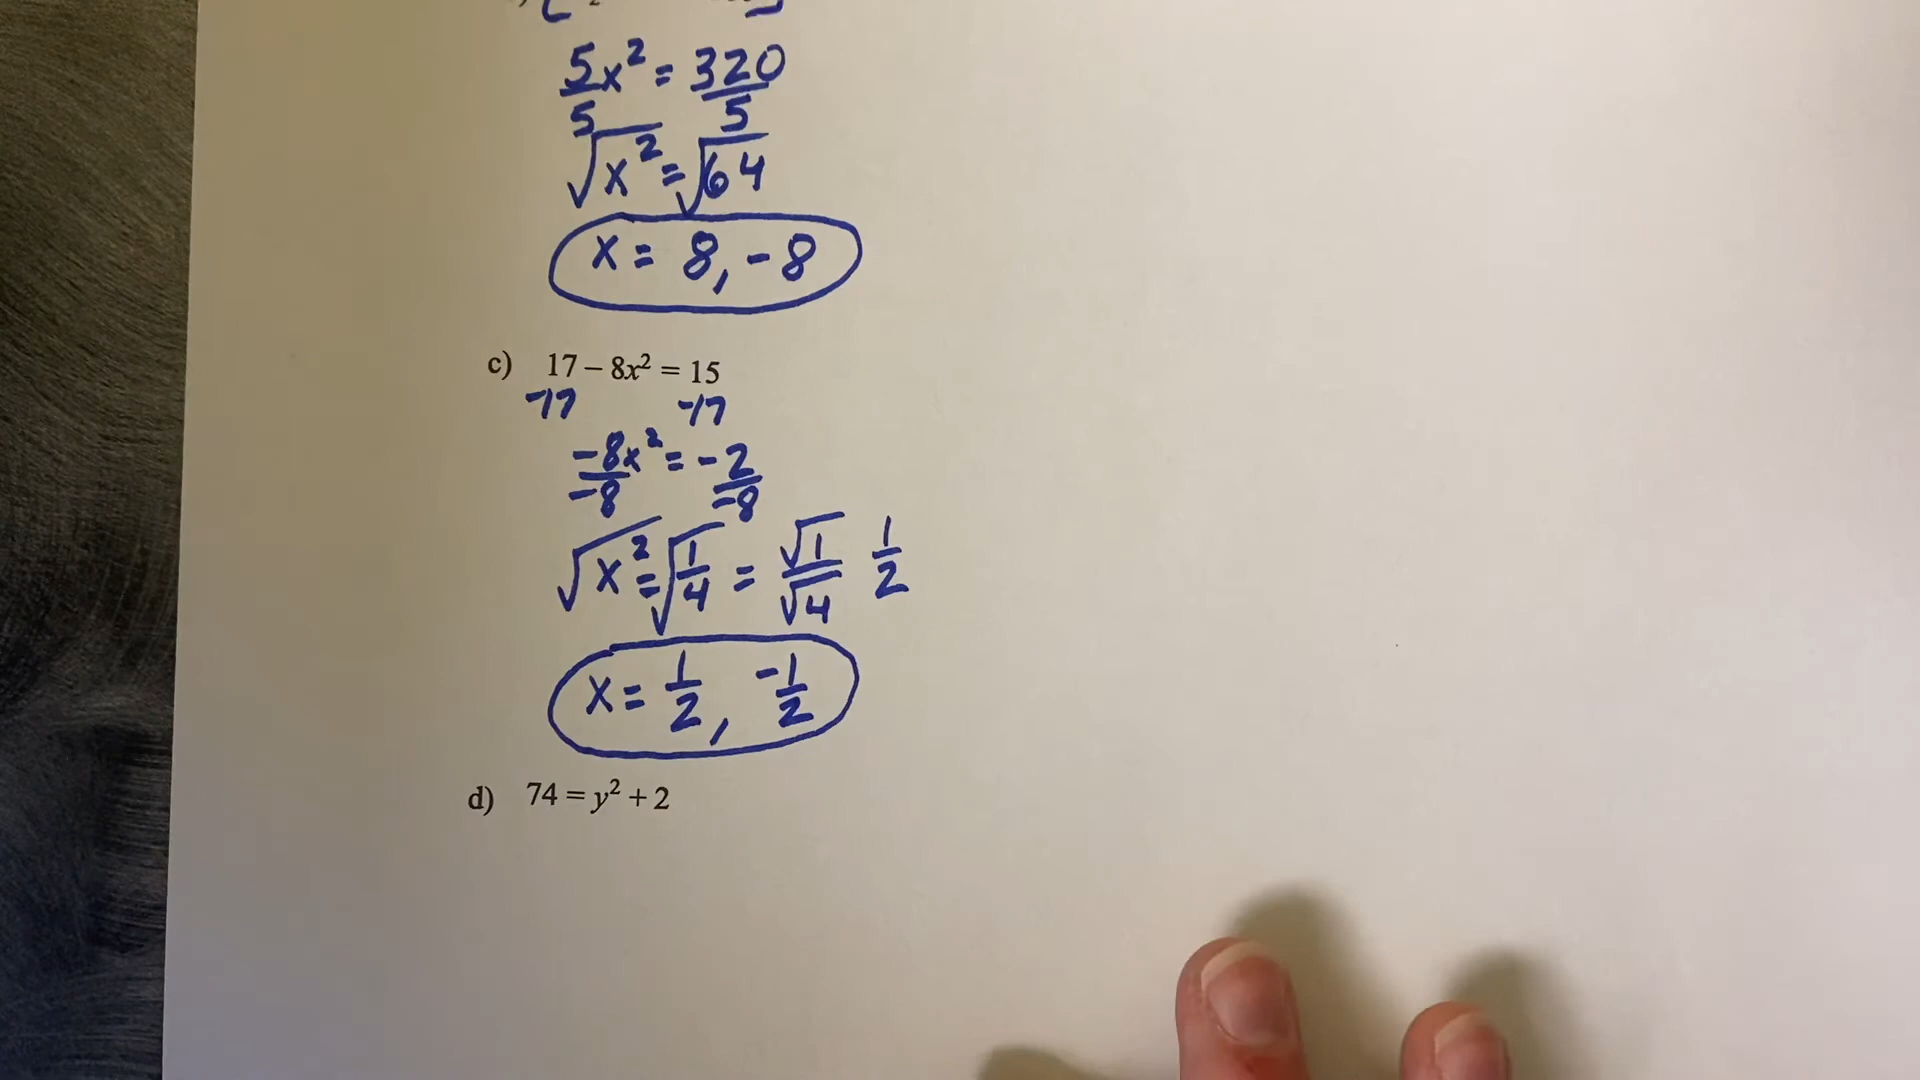 5x² = 320
5 5
√x² = √64
x = 8, -8
c) 17 – 8x² = 15
-17 -17
-8x² = -2
-8 -8
√x² = √1/4 = √1/√4 1/2
x = 1/2, -1/2
d) 74 = y² + 2